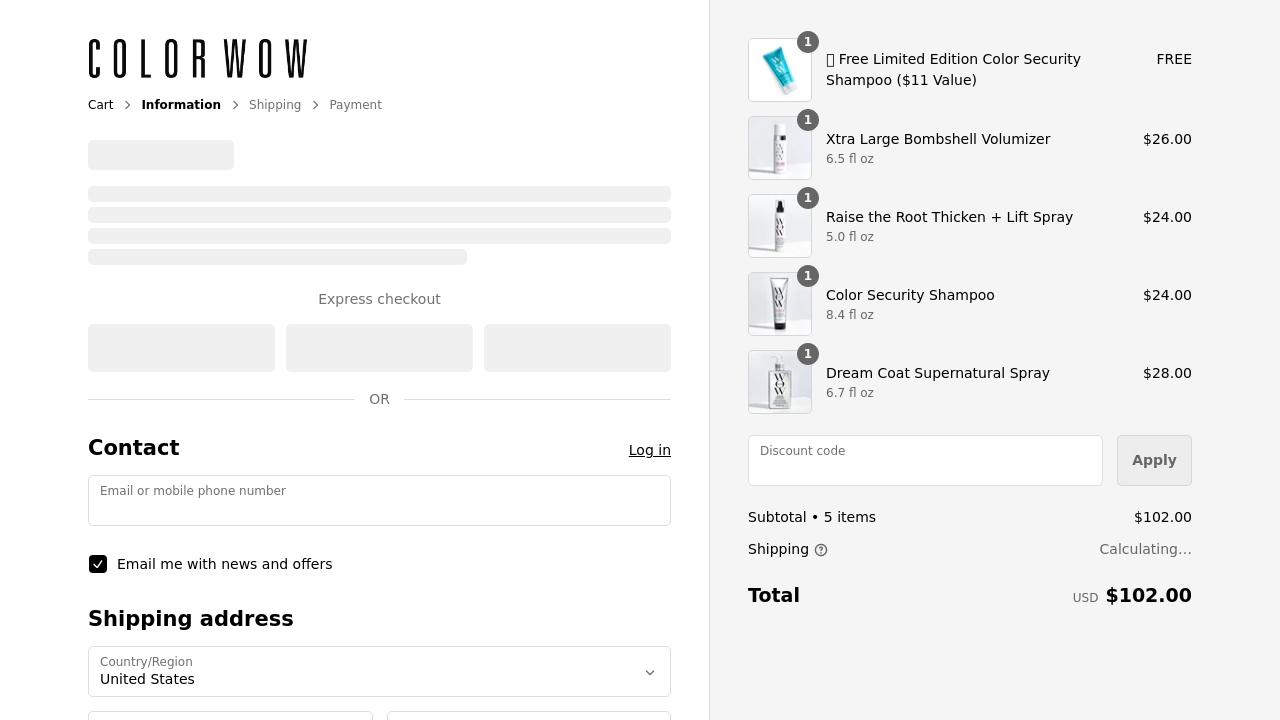 COLOR WOW
Cart
Information
Shipping
Payment
Express checkout
OR
Contact
Log in
Email or mobile phone number
Email me with news and offers
Shipping address
Country/Region
United States
1
Free Limited Edition Color Security
Shampoo ($11 Value)
FREE
1
Xtra Large Bombshell Volumizer
6.5 fl oz
$26.00
1
Raise the Root Thicken + Lift Spray
5.0 fl oz
$24.00
1
Color Security Shampoo
8.4 fl oz
$24.00
1
Dream Coat Supernatural Spray
6.7 fl oz
$28.00
Discount code
Apply
Subtotal • 5 items
$102.00
Shipping
Calculating…
Total
USD $102.00